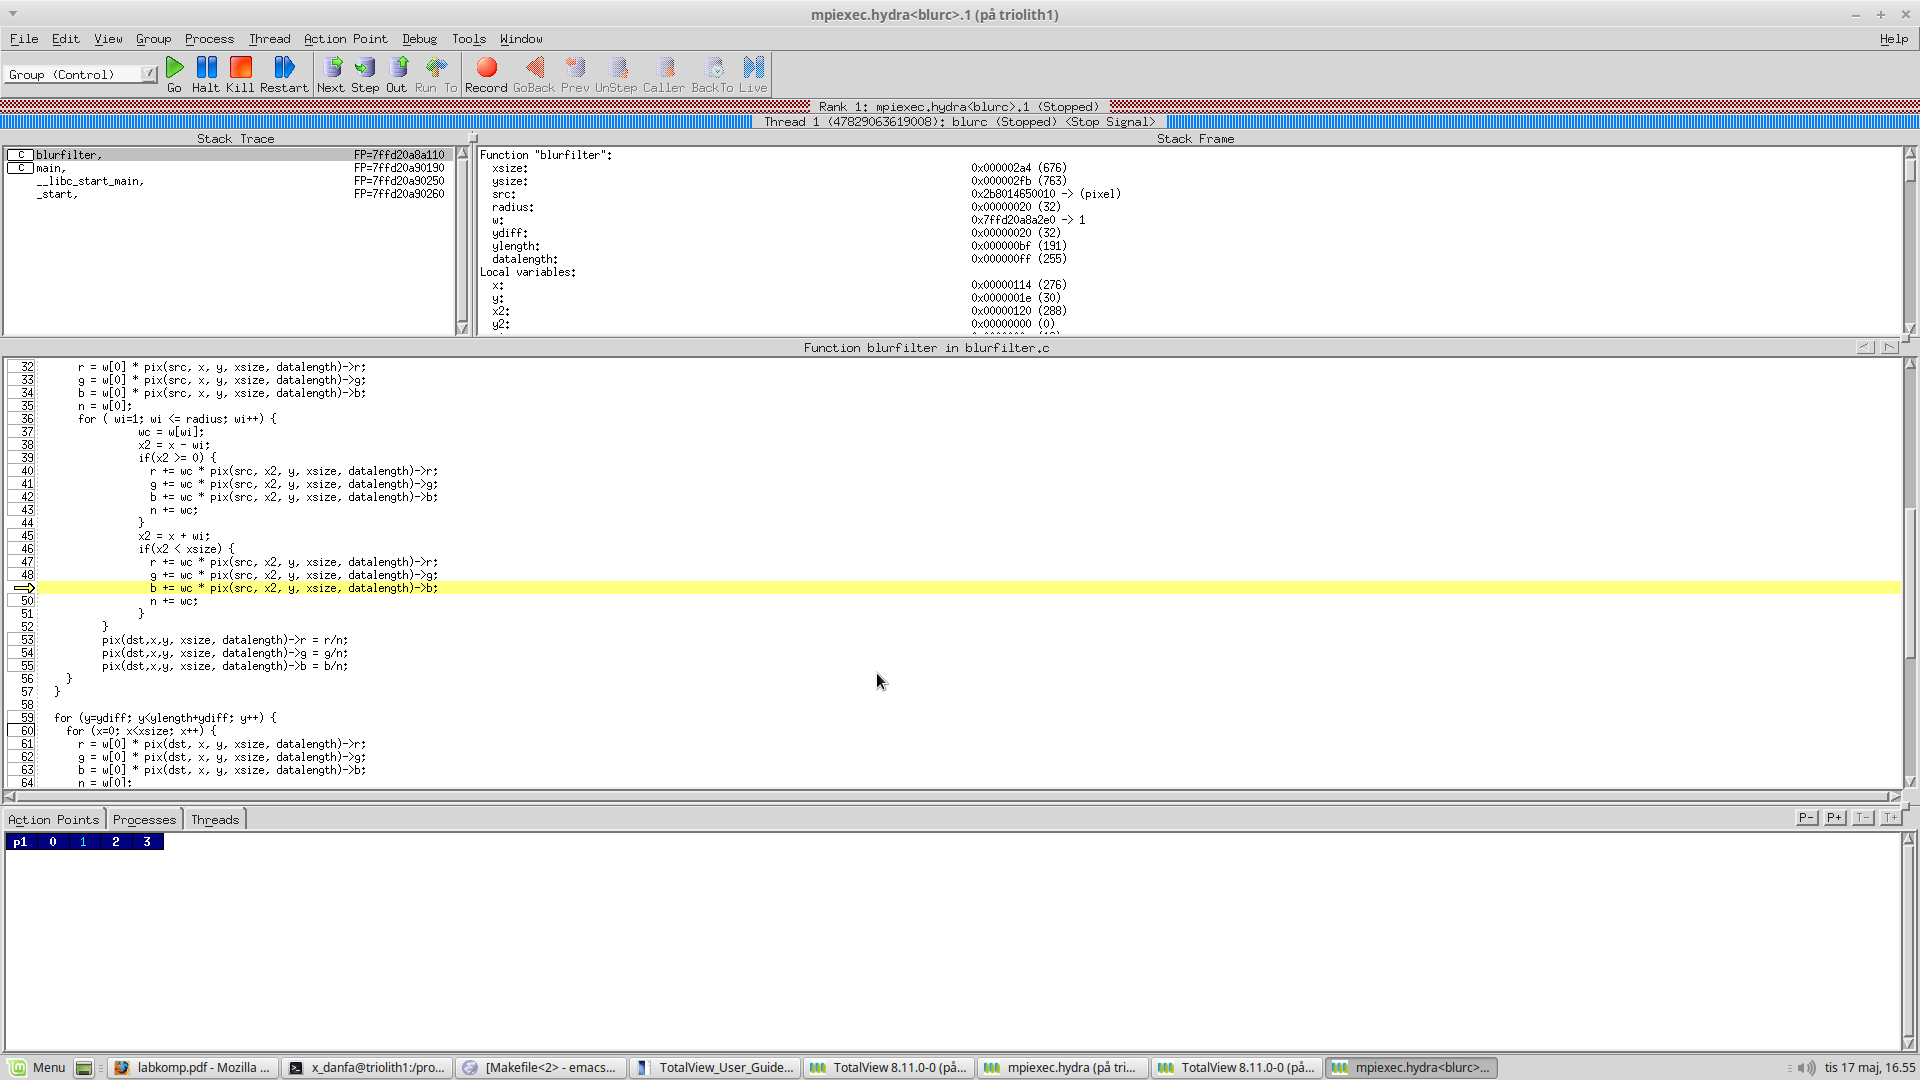 mpiexec.hydra<blurc>.1 (på triolith1)
File Edit View Group Process Thread Action Point Debug Tools Window Help
Group (Control)
Go Halt Kill Restart Next Step Out Run To Record GoBack Prev UnStep Caller BackTo Live
Rank 1: mpiexec.hydra<blurc>.1 (Stopped)
Thread 1 (47829063619008): blurc (Stopped) <Stop Signal>
Stack Trace
C blurfilter, FP=7ffd20a8a110
C main, FP=7ffd20a90190
__libc_start_main, FP=7ffd20a90250
_start, FP=7ffd20a90260
Stack Frame
Function "blurfilter":
xsize: 0x000002a4 (676)
ysize: 0x000002fb (763)
src: 0x2b8014650010 -> (pixel)
radius: 0x00000020 (32)
w: 0x7ffd20a8a2e0 -> 1
ydiff: 0x00000020 (32)
ylength: 0x000000bf (191)
datalength: 0x000000ff (255)
Local variables:
x: 0x00000114 (276)
y: 0x0000001e (30)
x2: 0x00000120 (288)
y2: 0x00000000 (0)
Function blurfilter in blurfilter.c
32 r = w[0] * pix(src, x, y, xsize, datalength)->r;
33 g = w[0] * pix(src, x, y, xsize, datalength)->g;
34 b = w[0] * pix(src, x, y, xsize, datalength)->b;
35 n = w[0];
36 for ( wi=1; wi <= radius; wi++) {
37 wc = w[wi];
38 x2 = x - wi;
39 if(x2 >= 0) {
40 r += wc * pix(src, x2, y, xsize, datalength)->r;
41 g += wc * pix(src, x2, y, xsize, datalength)->g;
42 b += wc * pix(src, x2, y, xsize, datalength)->b;
43 n += wc;
44 }
45 x2 = x + wi;
46 if(x2 < xsize) {
47 r += wc * pix(src, x2, y, xsize, datalength)->r;
48 g += wc * pix(src, x2, y, xsize, datalength)->g;
b += wc * pix(src, x2, y, xsize, datalength)->b;
50 n += wc;
51 }
52 }
53 pix(dst,x,y, xsize, datalength)->r = r/n;
54 pix(dst,x,y, xsize, datalength)->g = g/n;
55 pix(dst,x,y, xsize, datalength)->b = b/n;
56 }
57 }
58
59 for (y=ydiff; y<ylength+ydiff; y++) {
60 for (x=0; x<xsize; x++) {
61 r = w[0] * pix(dst, x, y, xsize, datalength)->r;
62 g = w[0] * pix(dst, x, y, xsize, datalength)->g;
63 b = w[0] * pix(dst, x, y, xsize, datalength)->b;
64 n = w[0];
Action Points Processes Threads P- P+ T- T+
p1 0 1 2 3
Menu labkomp.pdf - Mozilla ... x_danfa@triolith1:/pro... [Makefile<2> - emacs... TotalView_User_Guide... TotalView 8.11.0-0 (på... mpiexec.hydra (på tri... TotalView 8.11.0-0 (på... mpiexec.hydra<blurc>... tis 17 maj, 16.55